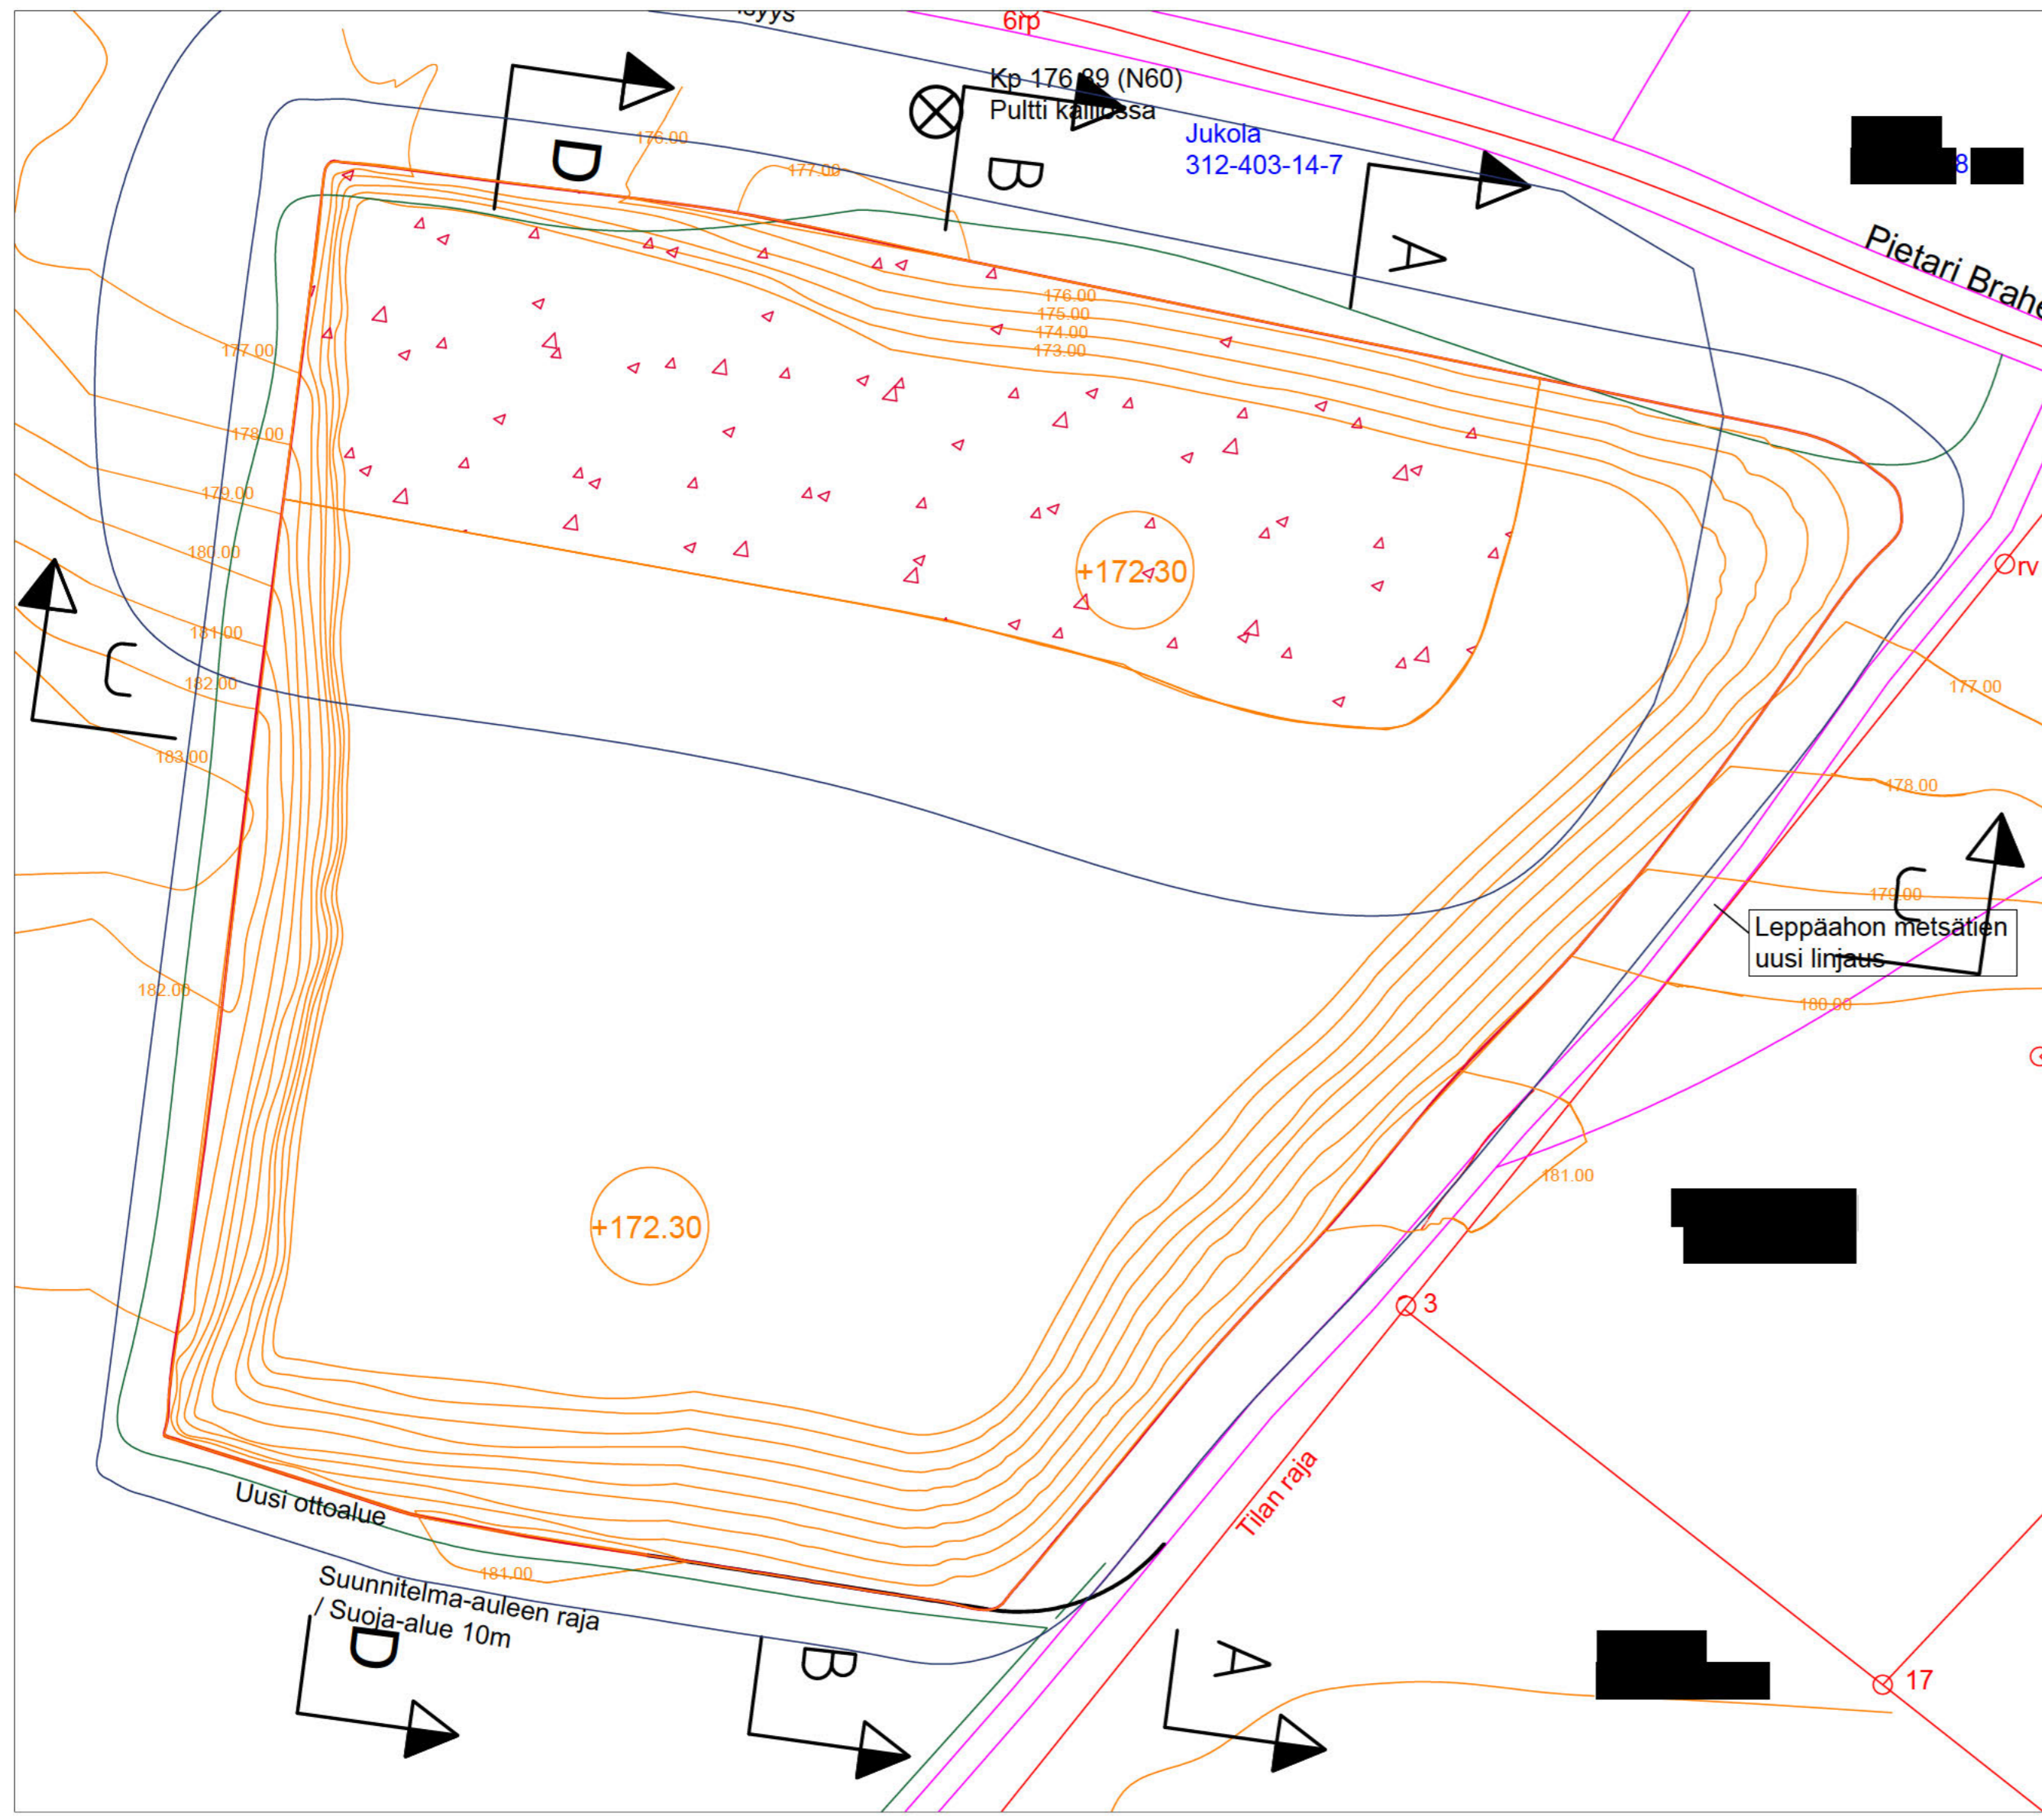 6rp
Kp 176.89 (N60)
Pultti kalliossa
Jukola
312-403-14-7
8
D
B
A
176.00
177.00
Pietari Brahe
176.00
175.00
174.00
173.00
177.00
178.00
179.00
180.00
181.00
182.00
183.00
182.00
+172.30
rv
C
177.00
178.00
179.00
C
Leppäahon metsätien
uusi linjaus
180.00
181.00
+172.30
3
Tilan raja
Uusi ottoalue
181.00
Suunnitelma-auleen raja
/ Suoja-alue 10m
D
B
A
17